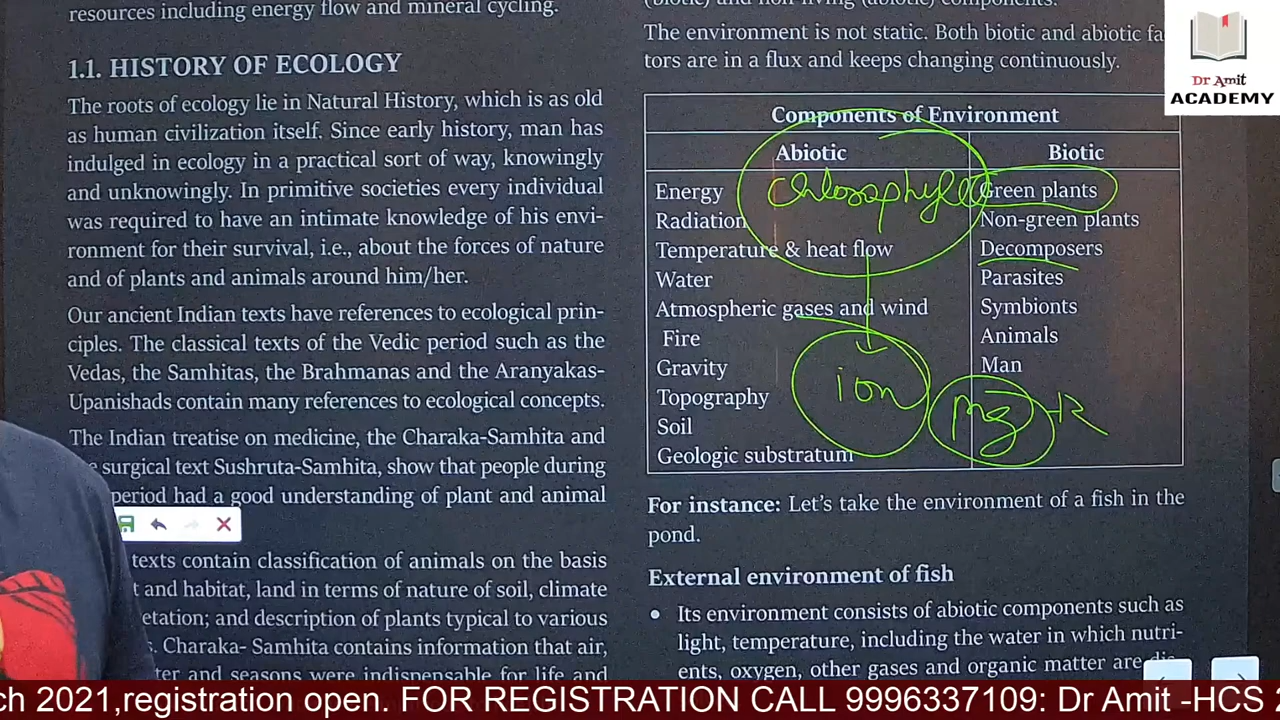 resources including energy flow and mineral cycling.
1.1. HISTORY OF ECOLOGY
The roots of ecology lie in Natural History, which is as old
as human civilization itself. Since early history, man has
indulged in ecology in a practical sort of way, knowingly
and unknowingly. In primitive societies every individual
was required to have an intimate knowledge of his envi-
ronment for their survival, i.e., about the forces of nature
and of plants and animals around him/her.
Our ancient Indian texts have references to ecological prin-
ciples. The classical texts of the Vedic period such as the
Vedas, the Samhitas, the Brahmanas and the Aranyakas-
Upanishads contain many references to ecological concepts.
The Indian treatise on medicine, the Charaka-Samhita and
surgical text Sushruta-Samhita, show that people during
period had a good understanding of plant and animal
texts contain classification of animals on the basis
t and habitat, land in terms of nature of soil, climate
etation; and description of plants typical to various
. Charaka- Samhita contains information that air,
ter and seasons were indispensable for life and
(biotic) and non-living (abiotic) components.
The environment is not static. Both biotic and abiotic fa
tors are in a flux and keeps changing continuously.
Components of Environment
Abiotic Biotic
Energy chlorophyll Green plants
Radiation Non-green plants
Temperature & heat flow Decomposers
Water Parasites
Atmospheric gases and wind Symbionts
Fire Animals
Gravity ion Man
Topography Mg
Soil
Geologic substratum
For instance: Let's take the environment of a fish in the
pond.
External environment of fish
• Its environment consists of abiotic components such as
light, temperature, including the water in which nutri-
ents, oxygen, other gases and organic matter are dis
Dr Amit
ACADEMY
ch 2021,registration open. FOR REGISTRATION CALL 9996337109: Dr Amit -HCS 2